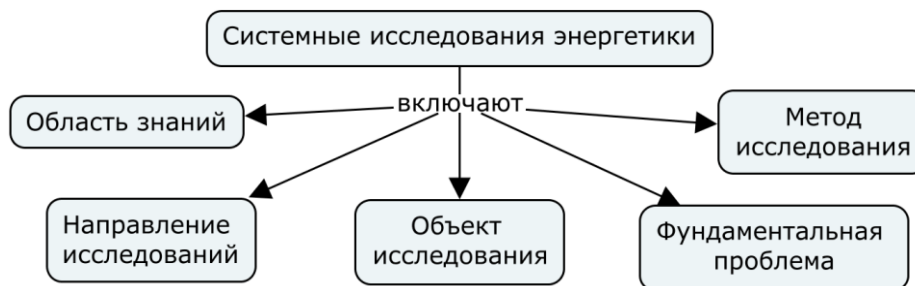 Системные исследования энергетики
включают
Область знаний
Метод
исследования
Направление
исследований
Объект
исследования
Фундаментальная
проблема